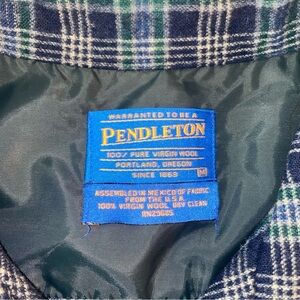 WARRANTED TO BE A
PENDLETON
100% PURE VIRGIN WOOL
PORTLAND, OREGON
SINCE 1863
M
ASSEMBLED IN MEXICO OF FABRIC
FROM THE U.S.A.
100% VIRGIN WOOL DRY CLEAN
RN29685